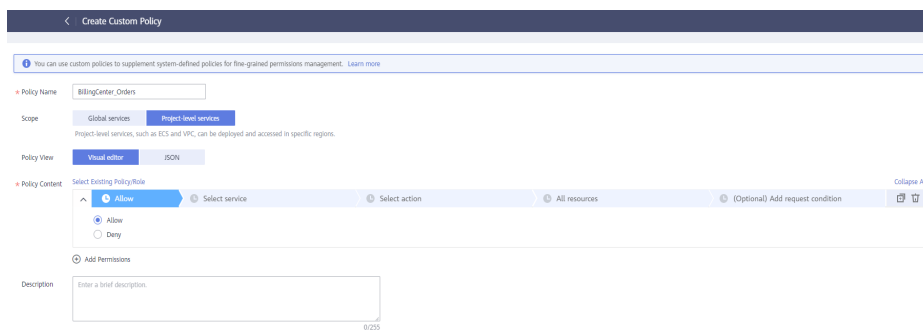 Create Custom Policy
You can use custom policies to supplement system-defined policies for fine-grained permissions management. Learn more
* Policy Name BillingCenter_Orders
Scope Global services Project-level services
Project-level services, such as ECS and VPC, can be deployed and accessed in specific regions.
Policy View Visual editor JSON
* Policy Content Select Existing Policy/Role Collapse A
Allow Select service Select action All resources (Optional) Add request condition
Allow
Deny
Add Permissions
Description Enter a brief description.
0/255